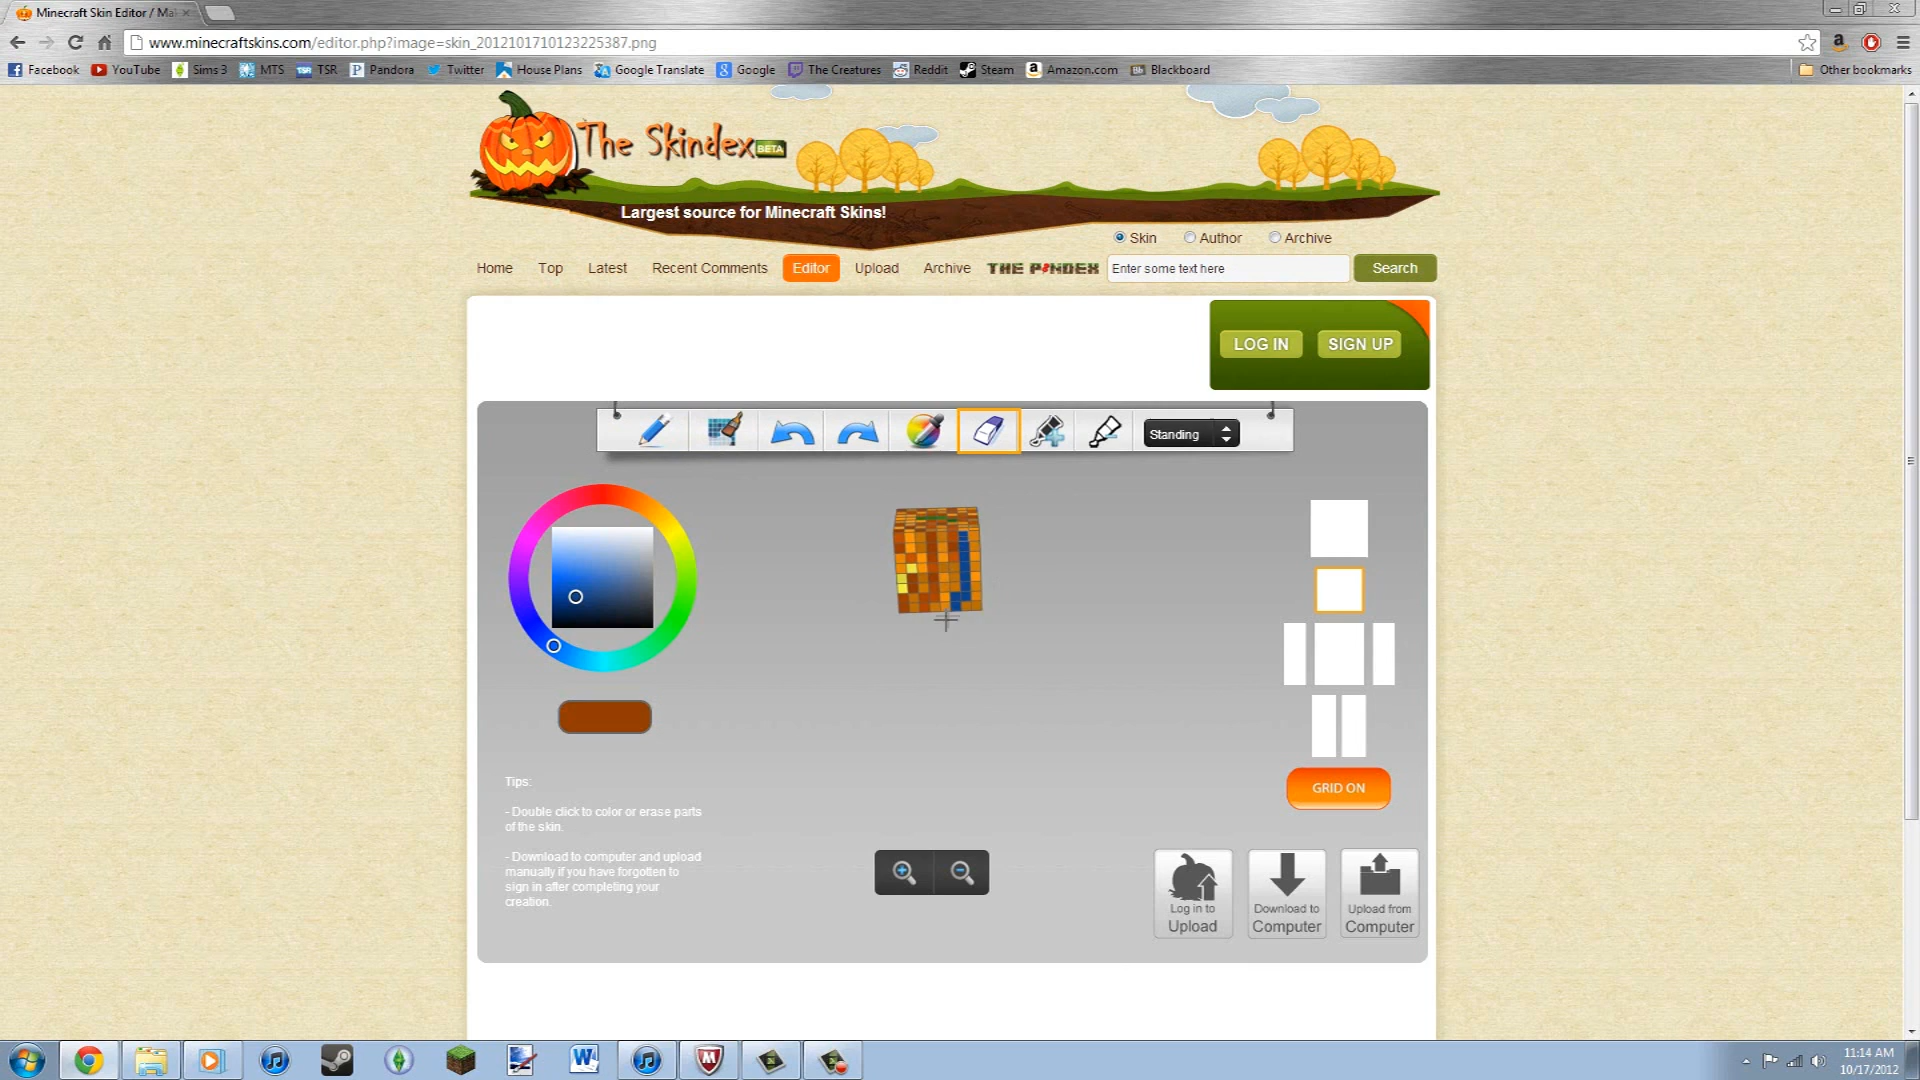 Minecraft Skin Editor / Ma
www.minecraftskins.com/editor.php?image=skin_2012101710123225387.png
Facebook YouTube Sims 3 MTS TSR Pandora Twitter House Plans Google Translate Google The Creatures Reddit Steam Amazon.com Blackboard Other bookmarks
The Skindex BETA
Largest source for Minecraft Skins!
Skin Author Archive
Home Top Latest Recent Comments Editor Upload Archive THE PINDEX Enter some text here Search
LOG IN SIGN UP
Standing
GRID ON
Tips:
- Double click to color or erase parts
of the skin.
- Download to computer and upload
manually if you have forgotten to
sign in after completing your
creation.
Log in to
Upload
Download to
Computer
Upload from
Computer
11:14 AM
10/17/2012